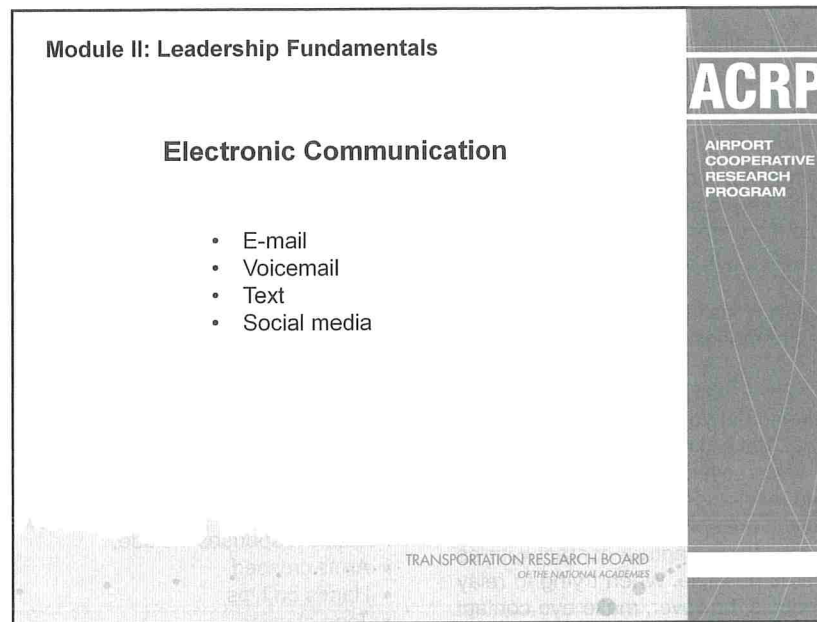 Module II: Leadership Fundamentals
ACRP
AIRPORT
COOPERATIVE
RESEARCH
PROGRAM
Electronic Communication
• E-mail
• Voicemail
• Text
• Social media
TRANSPORTATION RESEARCH BOARD
OF THE NATIONAL ACADEMIES